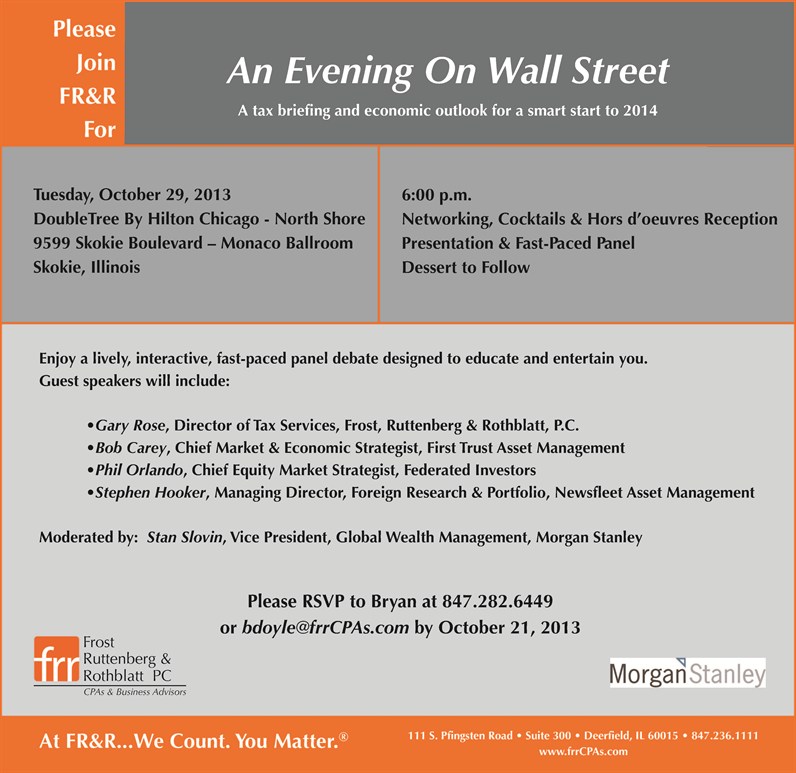 Please
Join
FR&R
For
An Evening On Wall Street
A tax briefing and economic outlook for a smart start to 2014
Tuesday, October 29, 2013
DoubleTree By Hilton Chicago - North Shore
9599 Skokie Boulevard – Monaco Ballroom
Skokie, Illinois
6:00 p.m.
Networking, Cocktails & Hors d’oeuvres Reception
Presentation & Fast-Paced Panel
Dessert to Follow
Enjoy a lively, interactive, fast-paced panel debate designed to educate and entertain you.
Guest speakers will include:
•Gary Rose, Director of Tax Services, Frost, Ruttenberg & Rothblatt, P.C.
•Bob Carey, Chief Market & Economic Strategist, First Trust Asset Management
•Phil Orlando, Chief Equity Market Strategist, Federated Investors
•Stephen Hooker, Managing Director, Foreign Research & Portfolio, Newsfleet Asset Management
Moderated by: Stan Slovin, Vice President, Global Wealth Management, Morgan Stanley
Please RSVP to Bryan at 847.282.6449
or bdoyle@frrCPAs.com by October 21, 2013
frr
Frost
Ruttenberg &
Rothblatt PC
CPAs & Business Advisors
Morgan Stanley
At FR&R...We Count. You Matter.®
111 S. Pfingsten Road • Suite 300 • Deerfield, IL 60015 • 847.236.1111
www.frrCPAs.com